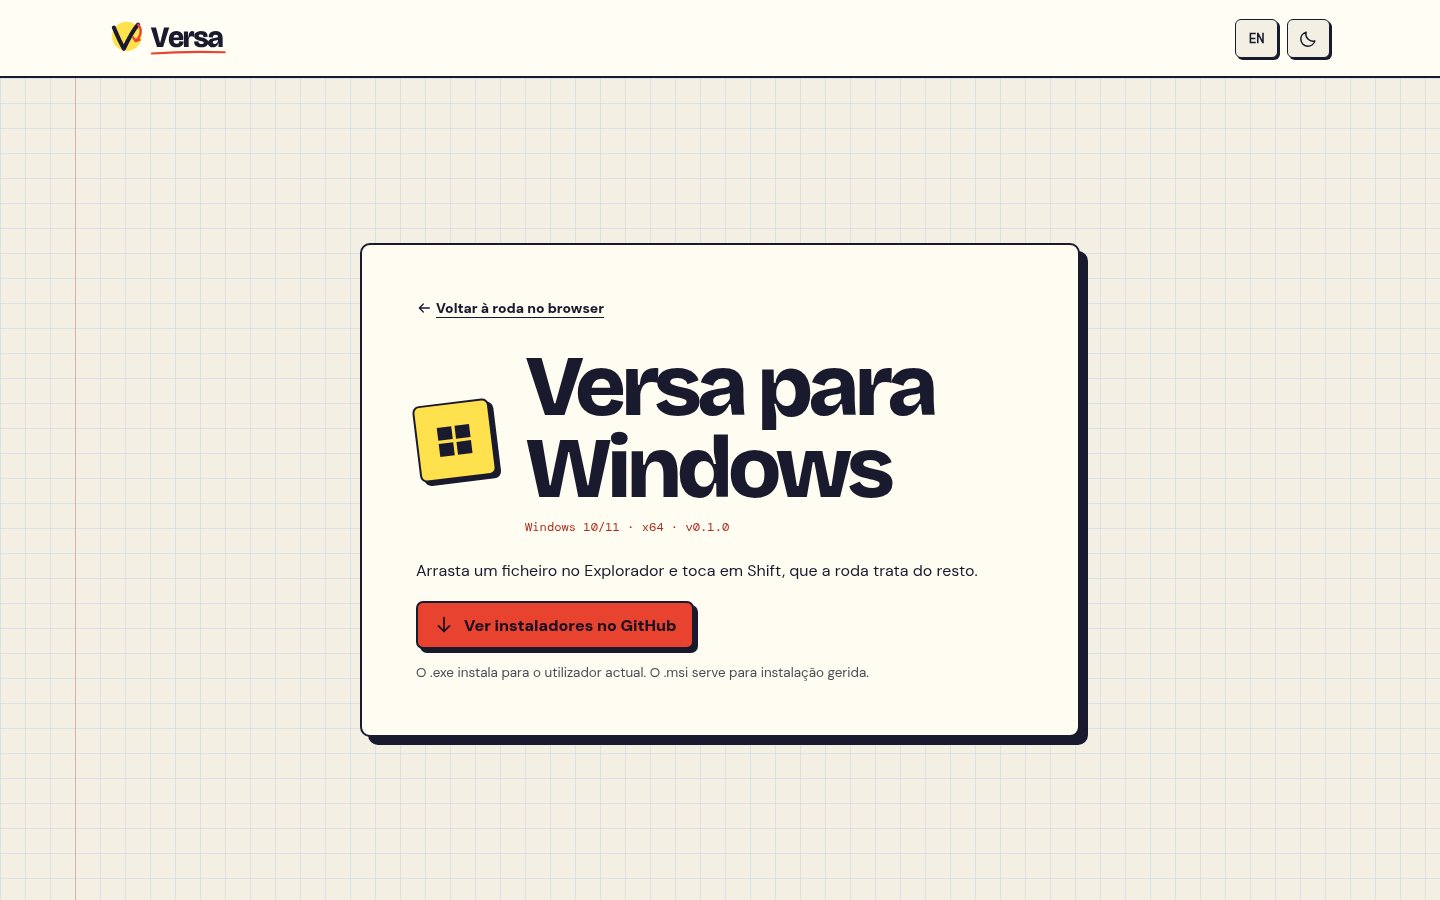 Versa
EN
Voltar à roda no browser
Versa para
Windows
Windows 10/11 · x64 · v0.1.0
Arrasta um ficheiro no Explorador e toca em Shift, que a roda trata do resto.
Ver instaladores no GitHub
O .exe instala para o utilizador actual. O .msi serve para instalação gerida.